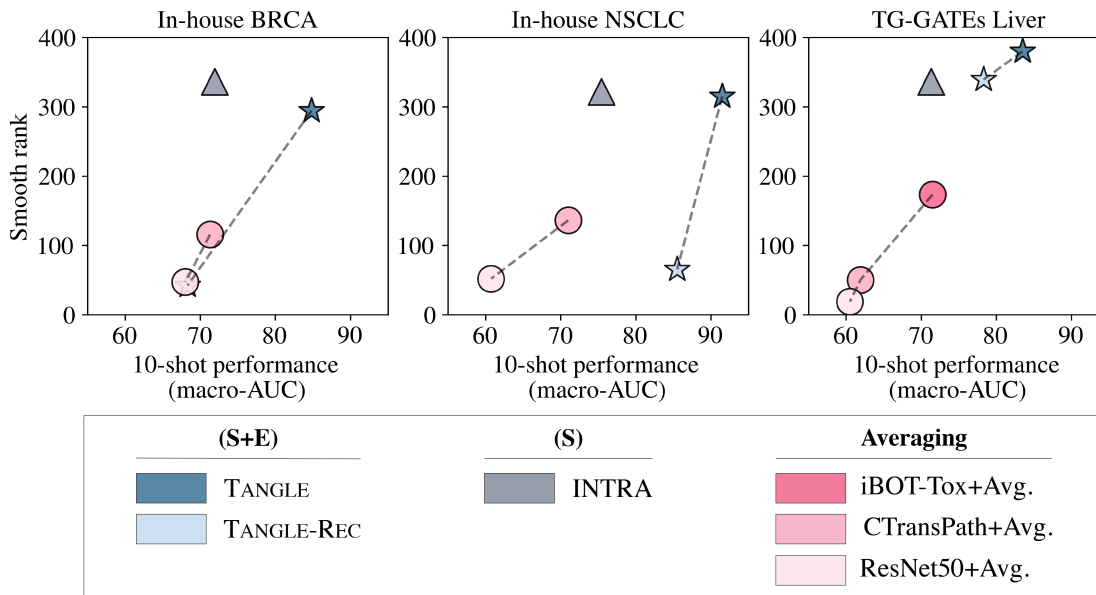 In-house BRCA
In-house NSCLC
TG-GATEs Liver
Smooth rank
400
300
200
100
0
60
70
80
90
10-shot performance
(macro-AUC)
400
300
200
100
0
60
70
80
90
10-shot performance
(macro-AUC)
400
300
200
100
0
60
70
80
90
10-shot performance
(macro-AUC)
(S+E)
TANGLE
TANGLE-REC
(S)
INTRA
Averaging
iBOT-Tox+Avg.
CTransPath+Avg.
ResNet50+Avg.